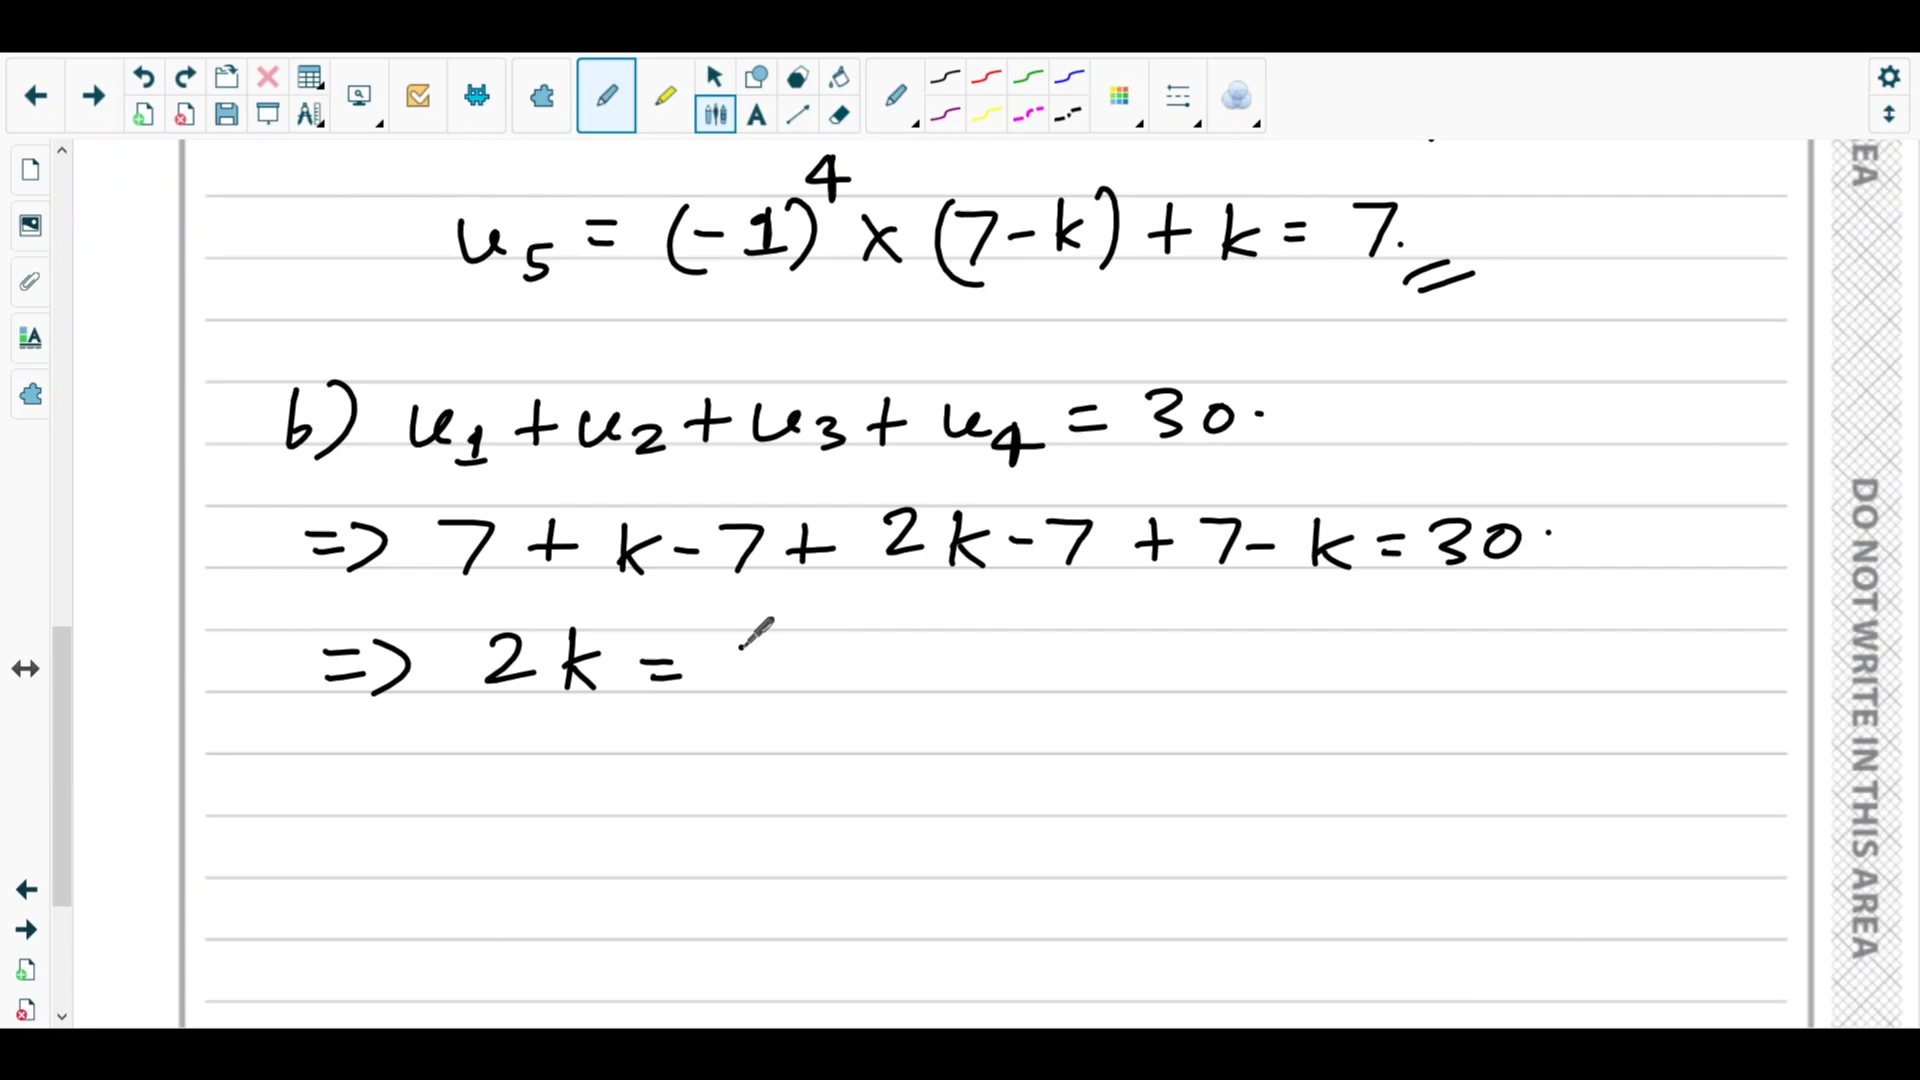 EA
u₅ = (-1)⁴ × (7-k) + k = 7.
b) u₁ + u₂ + u₃ + u₄ = 30.
=> 7 + k - 7 + 2k - 7 + 7 - k = 30.
=> 2k =
DO NOT WRITE IN THIS AREA